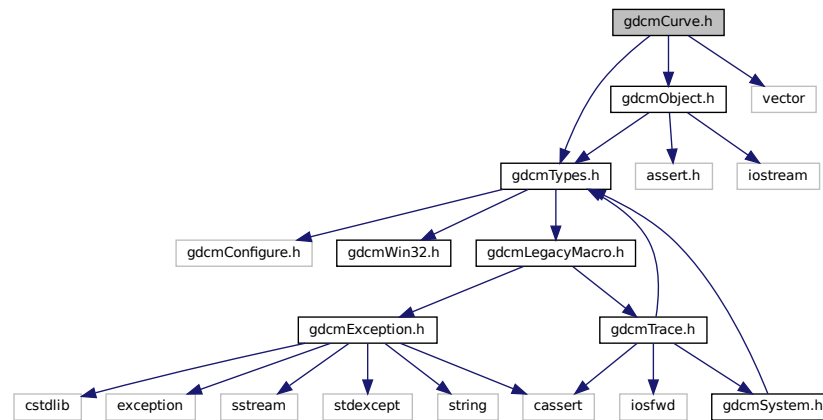 gdcmCurve.h
gdcmObject.h
vector
gdcmTypes.h
assert.h
iostream
gdcmConfigure.h
gdcmWin32.h
gdcmLegacyMacro.h
gdcmException.h
gdcmTrace.h
cstdlib
exception
sstream
stdexcept
string
cassert
iosfwd
gdcmSystem.h